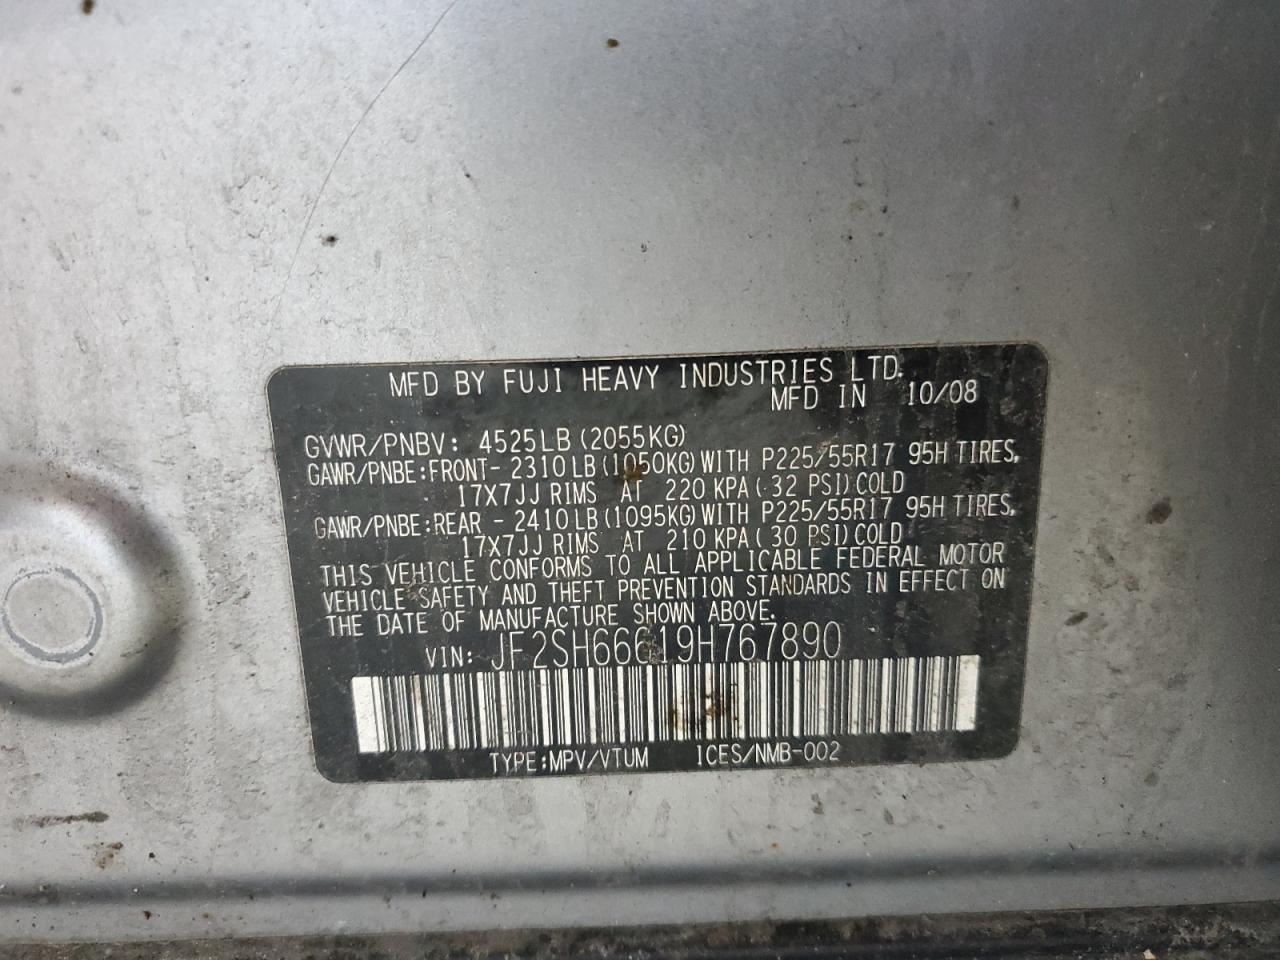 MFD BY FUJI HEAVY INDUSTRIES LTD.
MFD IN 10/08
GVWR/PNBV: 4525LB (2055KG)
GAWR/PNBE:FRONT- 2310LB (1050KG)WITH P225/55R17 95H TIRES,
17X7JJ RIMS AT 220 KPA ( 32 PSI)COLD
GAWR/PNBE:REAR - 2410LB (1095KG)WITH P225/55R17 95H TIRES,
17X7JJ RIMS AT 210 KPA ( 30 PSI)COLD
THIS VEHICLE CONFORMS TO ALL APPLICABLE FEDERAL MOTOR
VEHICLE SAFETY AND THEFT PREVENTION STANDARDS IN EFFECT ON
THE DATE OF MANUFACTURE SHOWN ABOVE.
VIN: JF2SH66619H767890
TYPE:MPV/VTUM ICES/NMB-002